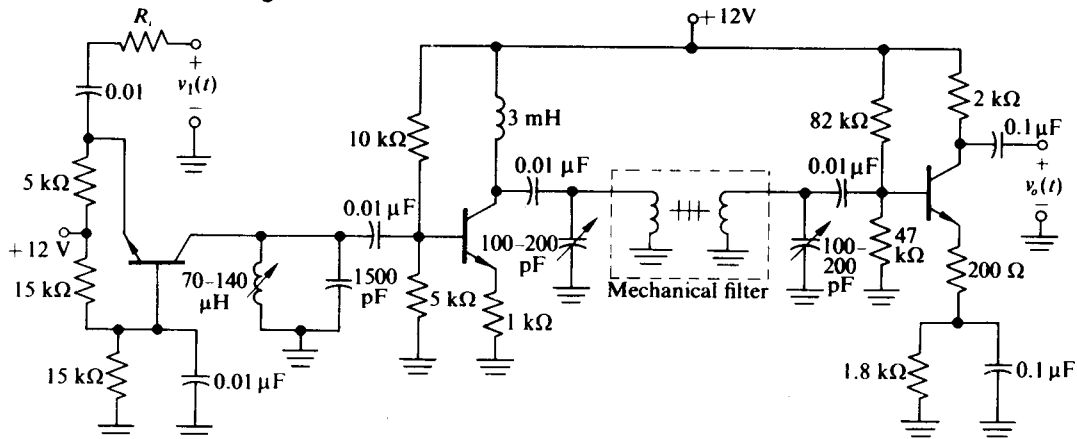 R_i
+
v₁(t)
−
0.01
5 kΩ
+12 V
15 kΩ
15 kΩ
0.01 μF
70–140
μH
1500
pF
0.01 μF
10 kΩ
5 kΩ
3 mH
1 kΩ
0.01 μF
100–200
pF
Mechanical filter
+12V
82 kΩ
0.01 μF
100–
200
pF
47
kΩ
2 kΩ
0.1 μF
+
v_o(t)
−
200 Ω
1.8 kΩ
0.1 μF